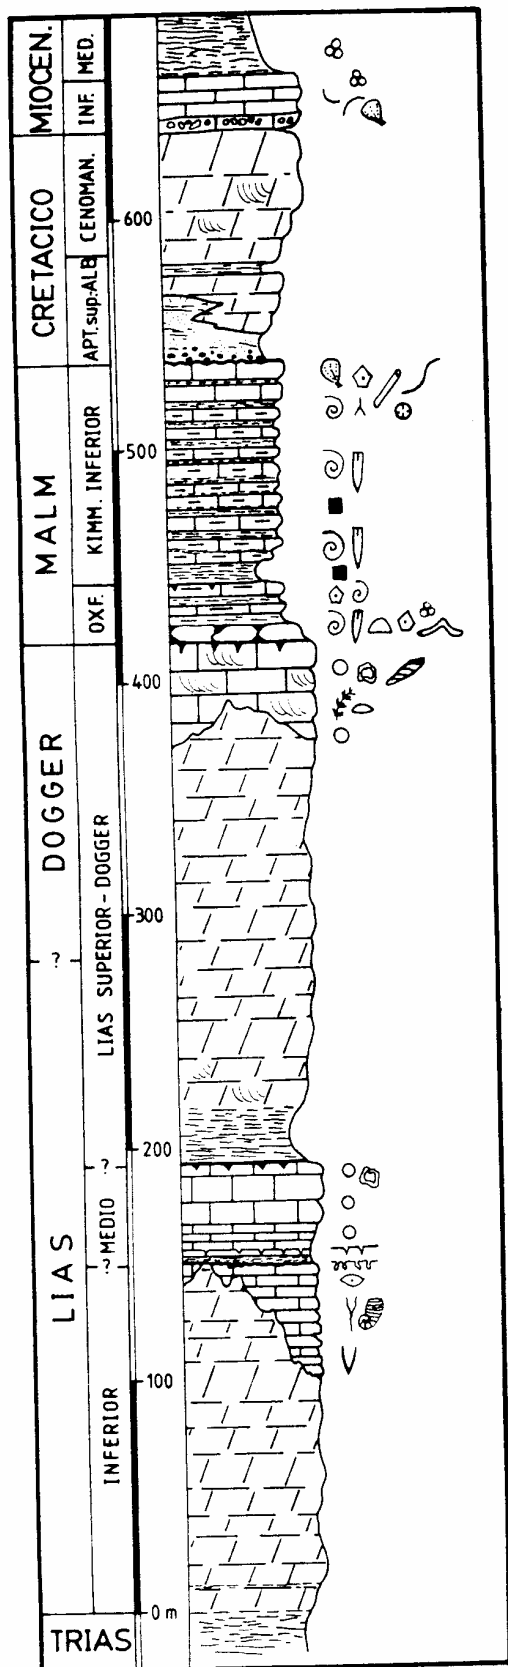 MIOCEN.
MED.
INF.
CRETACICO
CENOMAN.
APT.sup-ALB
MALM
KIMM. INFERIOR
OXF.
DOGGER
?
LIAS SUPERIOR-DOGGER
?
LIAS
MEDIO
?
INFERIOR
TRIAS
600
500
400
300
200
100
0 m